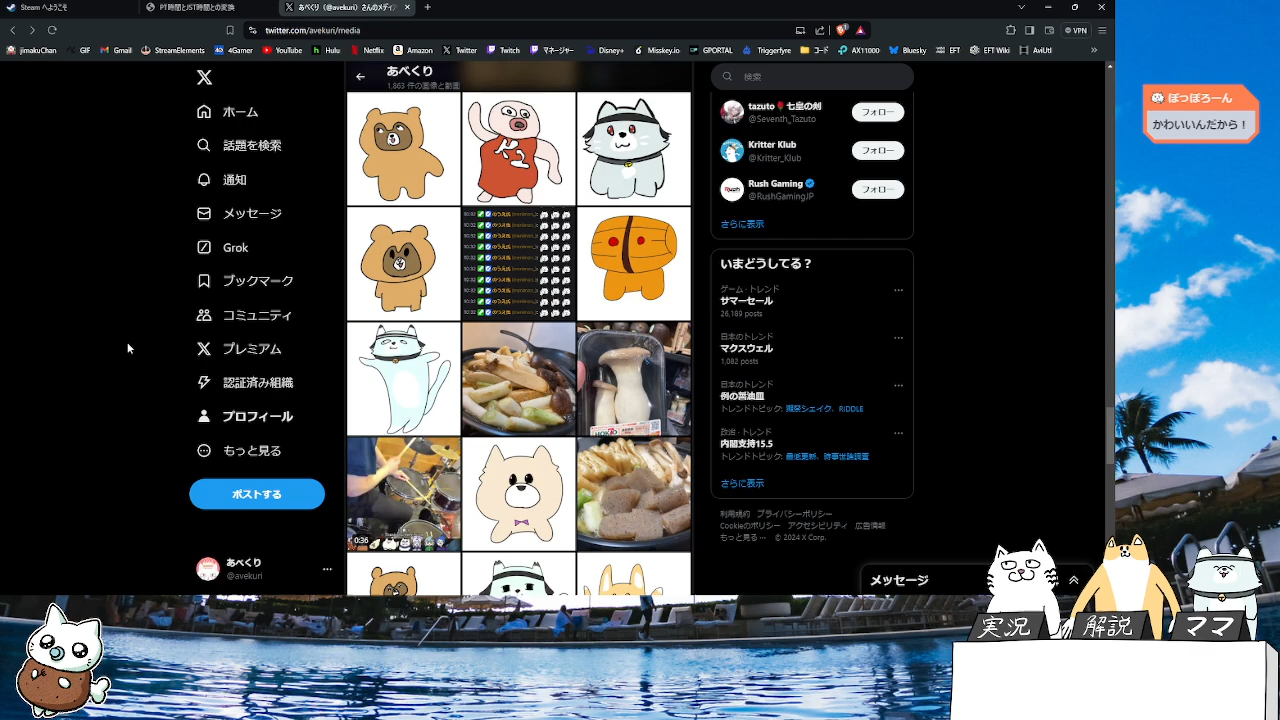 Steam へようこそ
PT時間とJST時間との変換
あべくり (@avekuri) さんのメディ
twitter.com/avekuri/media
VPN
jimakuChan
GF
Gmail
StreamElements
4Gamer
YouTube
Hulu
Netflix
Amazon
Twitter
Twitch
マネージャー
Disney+
Misskey.io
GPORTAL
Triggerfyre
コード
AX1000
Bluesky
EFT
EFT Wiki
AviUtl
あべくり
1,863 件の画像と動画
ホーム
話題を検索
通知
メッセージ
Grok
ブックマーク
コミュニティ
プレミアム
認証済み組織
プロフィール
もっと見る
ポストする
あべくり
@avekuri
0:36
検索
tazuto🌹七皇の剣
@Seventh_Tazuto
フォロー
Kritter Klub
@Kritter_Klub
フォロー
Rush Gaming
@RushGamingJP
フォロー
さらに表示
いまどうしてる？
ゲーム・トレンド
サマーセール
26,189 posts
日本のトレンド
マクスウェル
1,082 posts
日本のトレンド
例の醤油皿
トレンドトピック: 獺祭シェイク、RIDDLE
政治・トレンド
内閣支持15.5
トレンドトピック: 最低更新、時事世論調査
さらに表示
利用規約 プライバシーポリシー
Cookieのポリシー アクセシビリティ 広告情報
もっと見る … © 2024 X Corp.
メッセージ
ぽっぽろーん
かわいいんだから！
実況
解説
ママ